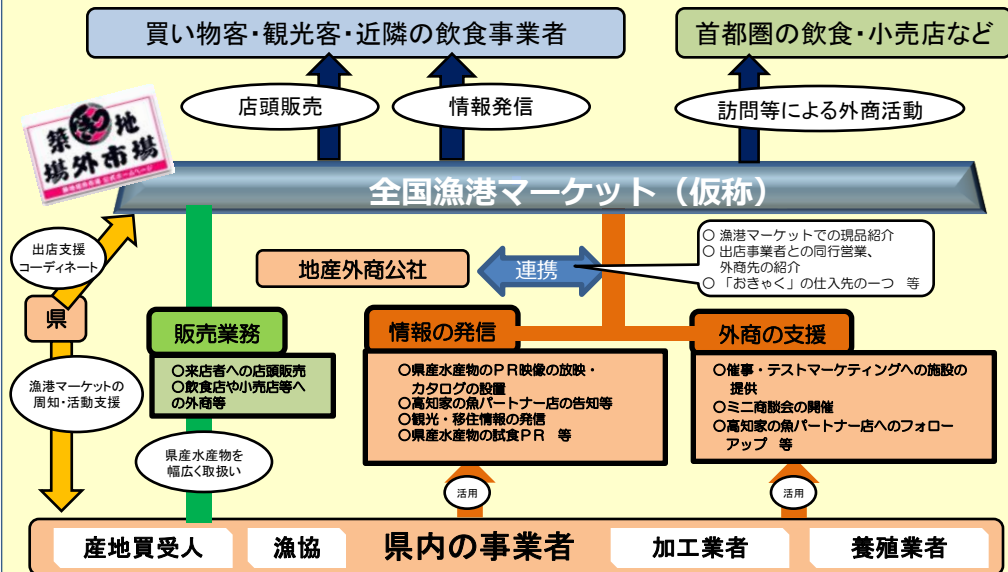 買い物客・観光客・近隣の飲食事業者
首都圏の飲食・小売店など
店頭販売
情報発信
訪問等による外商活動
築地
場外市場
築地場外市場 公式ホームページ
全国漁港マーケット（仮称）
出店支援
コーディネート
地産外商公社
連携
○ 漁港マーケットでの現品紹介
○ 出店事業者との同行営業、
外商先の紹介
○ 「おきゃく」の仕入先の一つ 等
県
販売業務
情報の発信
外商の支援
○来店者への店頭販売
○飲食店や小売店等へ
の外商等
○県産水産物のＰＲ映像の放映・
カタログの設置
○高知家の魚パートナー店の告知等
○観光・移住情報の発信
○県産水産物の試食ＰＲ 等
○催事・テストマーケティングへの施設の
提供
○ミニ商談会の開催
○高知家の魚パートナー店へのフォロー
アップ 等
漁港マーケットの
周知・活動支援
県産水産物を
幅広く取扱い
活用
活用
産地買受人
漁協
県内の事業者
加工業者
養殖業者